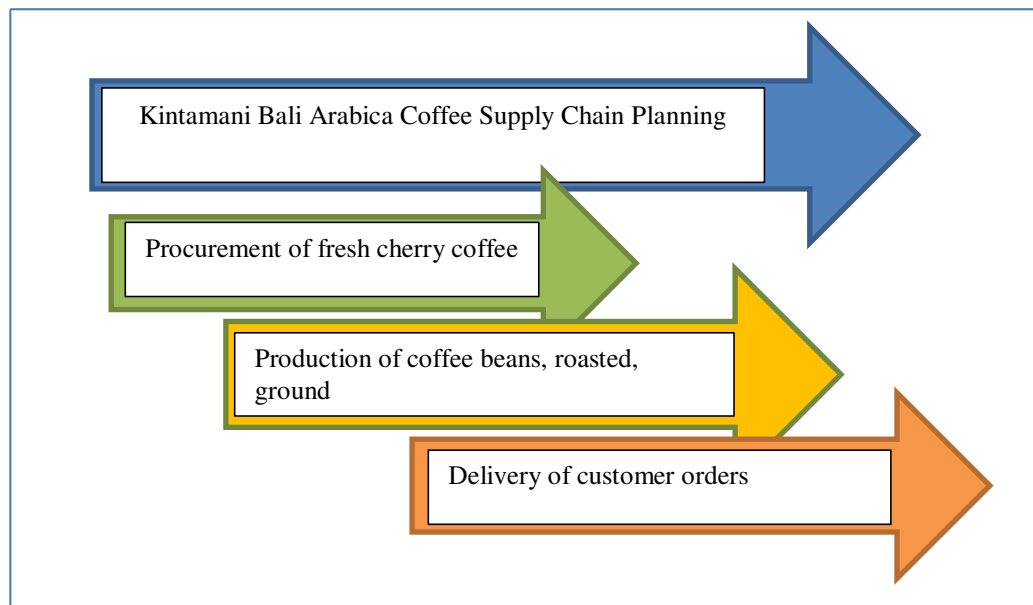 Kintamani Bali Arabica Coffee Supply Chain Planning
Procurement of fresh cherry coffee
Production of coffee beans, roasted,
ground
Delivery of customer orders